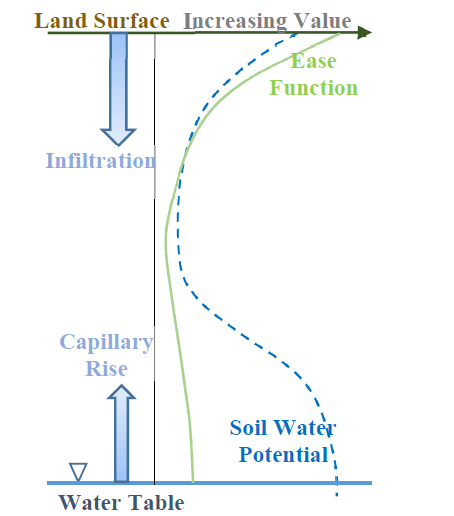 Land Surface Increasing Value
Ease
Function
Infiltration
Capillary
Rise
Soil Water
Potential
Water Table